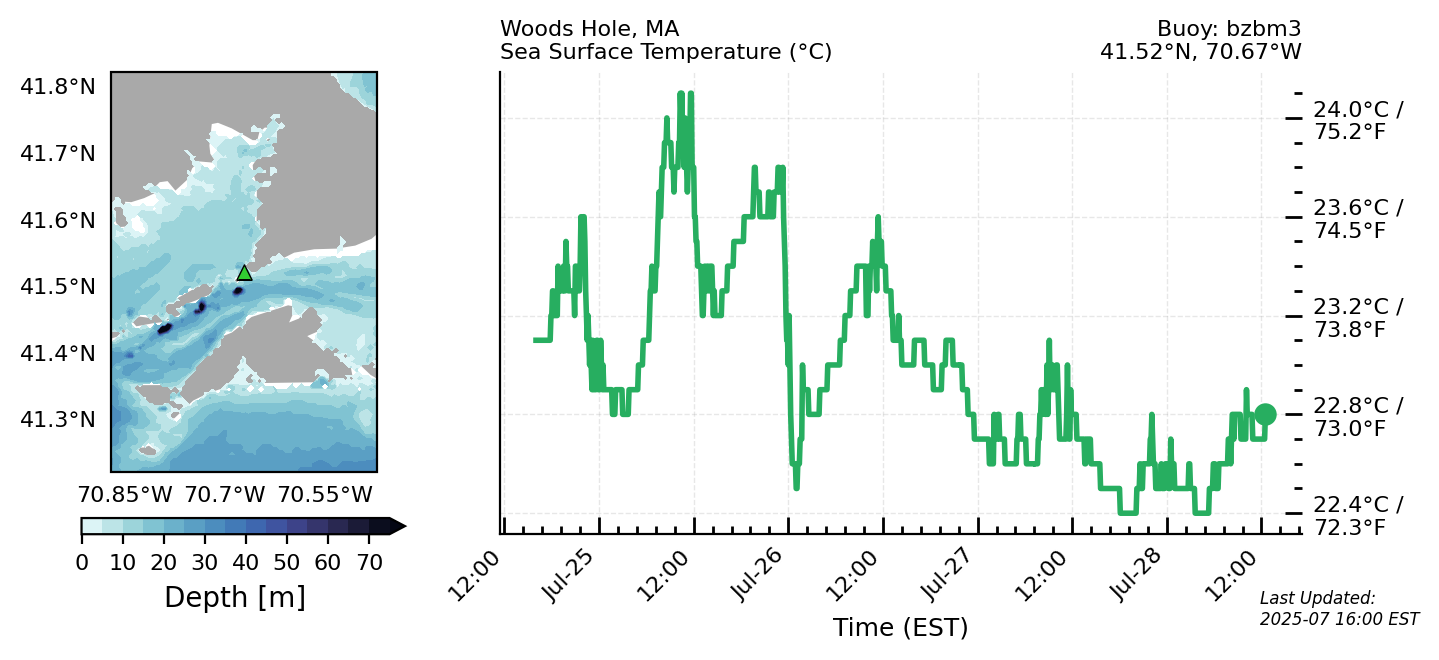 Woods Hole, MA
Sea Surface Temperature (°C)
Buoy: bzbm3
41.52°N, 70.67°W
41.8°N
41.7°N
41.6°N
41.5°N
41.4°N
41.3°N
70.85°W 70.7°W 70.55°W
0 10 20 30 40 50 60 70
Depth [m]
24.0°C /
75.2°F
23.6°C /
74.5°F
23.2°C /
73.8°F
22.8°C /
73.0°F
22.4°C /
72.3°F
12:00 Jul-25 12:00 Jul-26 12:00 Jul-27 12:00 Jul-28 12:00
Time (EST)
Last Updated:
2025-07 16:00 EST